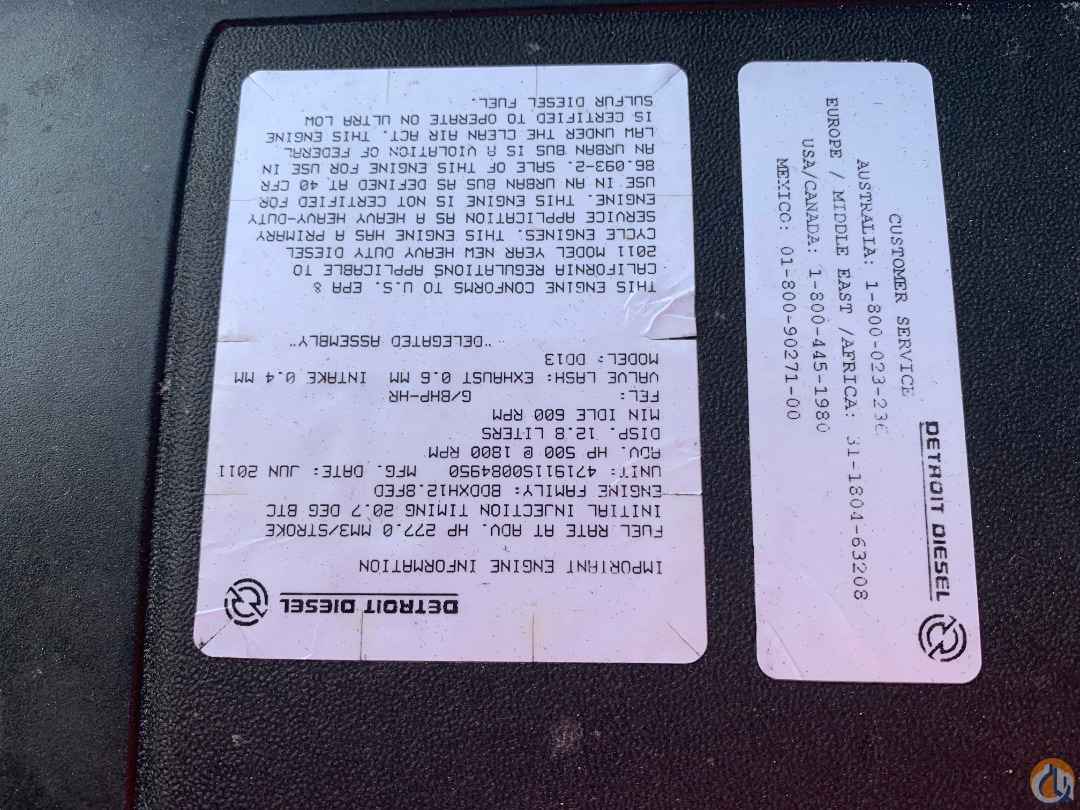 DETROIT DIESEL
IMPORTANT ENGINE INFORMATION
FUEL RATE AT ADV. HP 277.0 MM3/STROKE
INITIAL INJECTION TIMING 20.7 DEG BTC
ENGINE FAMILY: BDDXH12.8FED
UNIT: 471911S0084950 MFG. DATE: JUN 2011
ADV. HP 500 @ 1800 RPM
DISP. 12.8 LITERS
MIN IDLE 600 RPM
FEL: G/BHP-HR
VALVE LASH: EXHAUST 0.6 MM INTAKE 0.4 MM
MODEL: DD13
"DELEGATED ASSEMBLY"
THIS ENGINE CONFORMS TO U.S. EPA &
CALIFORNIA REGULATIONS APPLICABLE TO
2011 MODEL YEAR NEW HEAVY DUTY DIESEL
CYCLE ENGINES. THIS ENGINE HAS A PRIMARY
SERVICE APPLICATION AS A HEAVY HEAVY-DUTY
ENGINE. THIS ENGINE IS NOT CERTIFIED FOR
USE IN AN URBAN BUS AS DEFINED AT 40 CFR
86.093-2. SALE OF THIS ENGINE FOR USE IN
AN URBAN BUS IS A VIOLATION OF FEDERAL
LAW UNDER THE CLEAN AIR ACT. THIS ENGINE
IS CERTIFIED TO OPERATE ON ULTRA LOW
SULFUR DIESEL FUEL.
DETROIT DIESEL
CUSTOMER SERVICE
AUSTRALIA: 1-800-023-236
EUROPE / MIDDLE EAST /AFRICA: 31-1804-63208
USA/CANADA: 1-800-445-1980
MEXICO: 01-800-90271-00